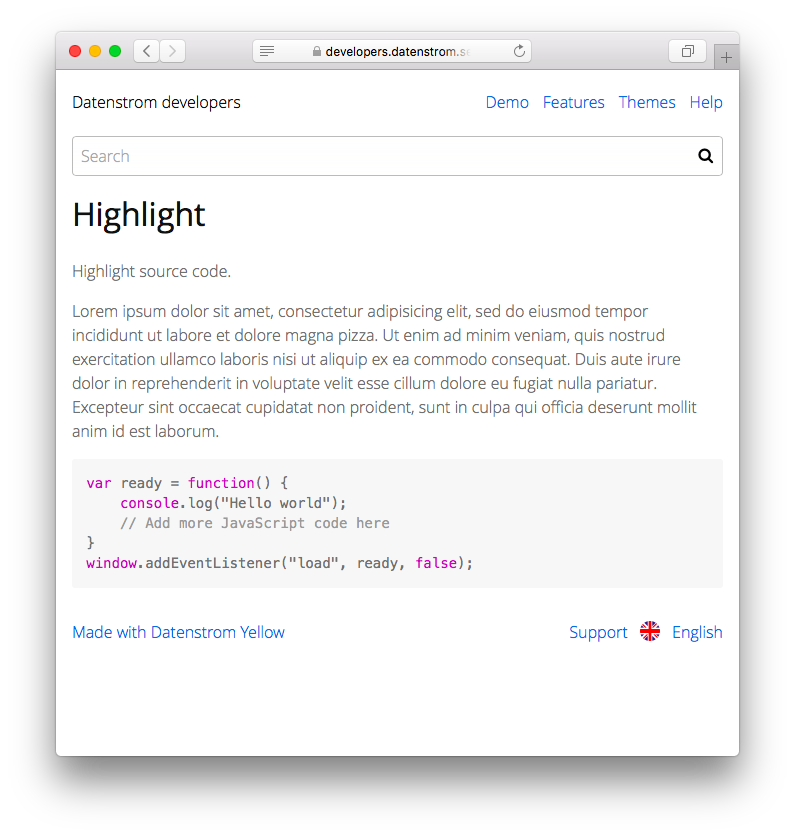 developers.datenstrom.s
Datenstrom developers Demo Features Themes Help
Search
Highlight
Highlight source code.
Lorem ipsum dolor sit amet, consectetur adipisicing elit, sed do eiusmod tempor
incididunt ut labore et dolore magna pizza. Ut enim ad minim veniam, quis nostrud
exercitation ullamco laboris nisi ut aliquip ex ea commodo consequat. Duis aute irure
dolor in reprehenderit in voluptate velit esse cillum dolore eu fugiat nulla pariatur.
Excepteur sint occaecat cupidatat non proident, sunt in culpa qui officia deserunt mollit
anim id est laborum.
var ready = function() {
    console.log("Hello world");
    // Add more JavaScript code here
}
window.addEventListener("load", ready, false);
Made with Datenstrom Yellow Support English